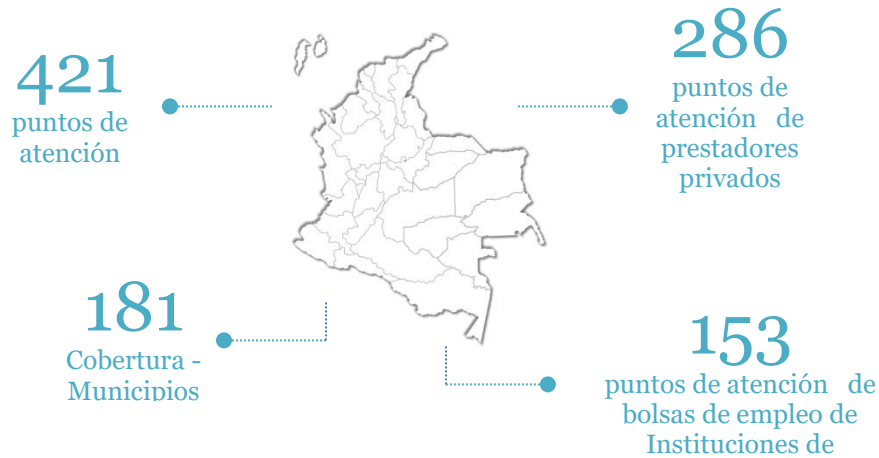 421
puntos de
atención
286
puntos de
atención de
prestadores
privados
181
Cobertura -
Municipios
153
puntos de atención de
bolsas de empleo de
Instituciones de